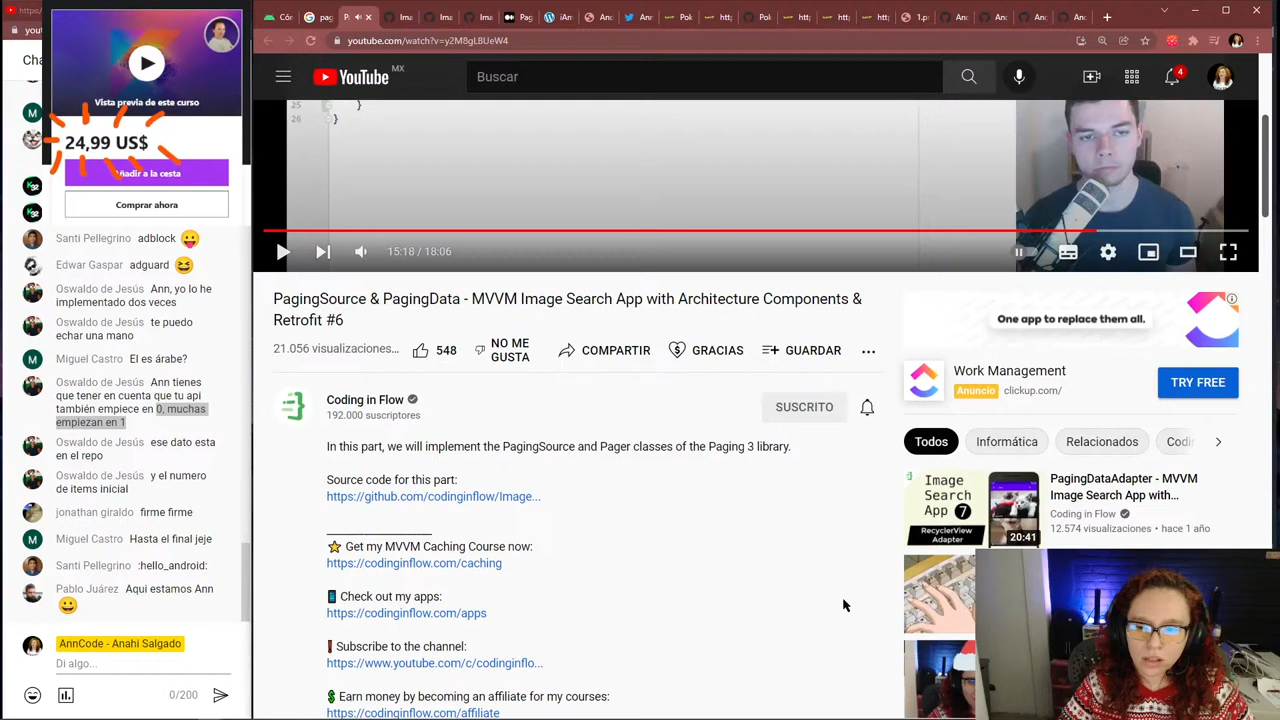 Vista previa de este curso
24,99 US$
Añadir a la cesta
Comprar ahora
Santi Pellegrino adblock
Edwar Gaspar adguard
Oswaldo de Jesús Ann, yo lo he
implementado dos veces
Oswaldo de Jesús te puedo
echar una mano
Miguel Castro El es árabe?
Oswaldo de Jesús Ann tienes
que tener en cuenta que tu api
también empiece en 0, muchas
empiezan en 1
Oswaldo de Jesús ese dato esta
en el repo
Oswaldo de Jesús y el numero
de items inicial
jonathan giraldo firme firme
Miguel Castro Hasta el final jeje
Santi Pellegrino :hello_android:
Pablo Juárez Aqui estamos Ann
AnnCode - Anahi Salgado
Di algo...
0/200
youtube.com/watch?v=y2M8gLBUeW4
YouTube MX
Buscar
4
25 }
26 }
15:18 / 18:06
PagingSource & PagingData - MVVM Image Search App with Architecture Components &
Retrofit #6
21.056 visualizaciones...
548
NO ME
GUSTA
COMPARTIR
GRACIAS
GUARDAR
Coding in Flow
192.000 suscriptores
SUSCRITO
In this part, we will implement the PagingSource and Pager classes of the Paging 3 library.
Source code for this part:
https://github.com/codinginflow/Image...
Get my MVVM Caching Course now:
https://codinginflow.com/caching
Check out my apps:
https://codinginflow.com/apps
Subscribe to the channel:
https://www.youtube.com/c/codinginflo...
Earn money by becoming an affiliate for my courses:
https://codinginflow.com/affiliate
One app to replace them all.
Work Management
Anuncio clickup.com/
TRY FREE
Todos
Informática
Relacionados
Image
Search
App 7
RecyclerView
Adapter
20:41
PagingDataAdapter - MVVM
Image Search App with...
Coding in Flow
12.574 visualizaciones • hace 1 año